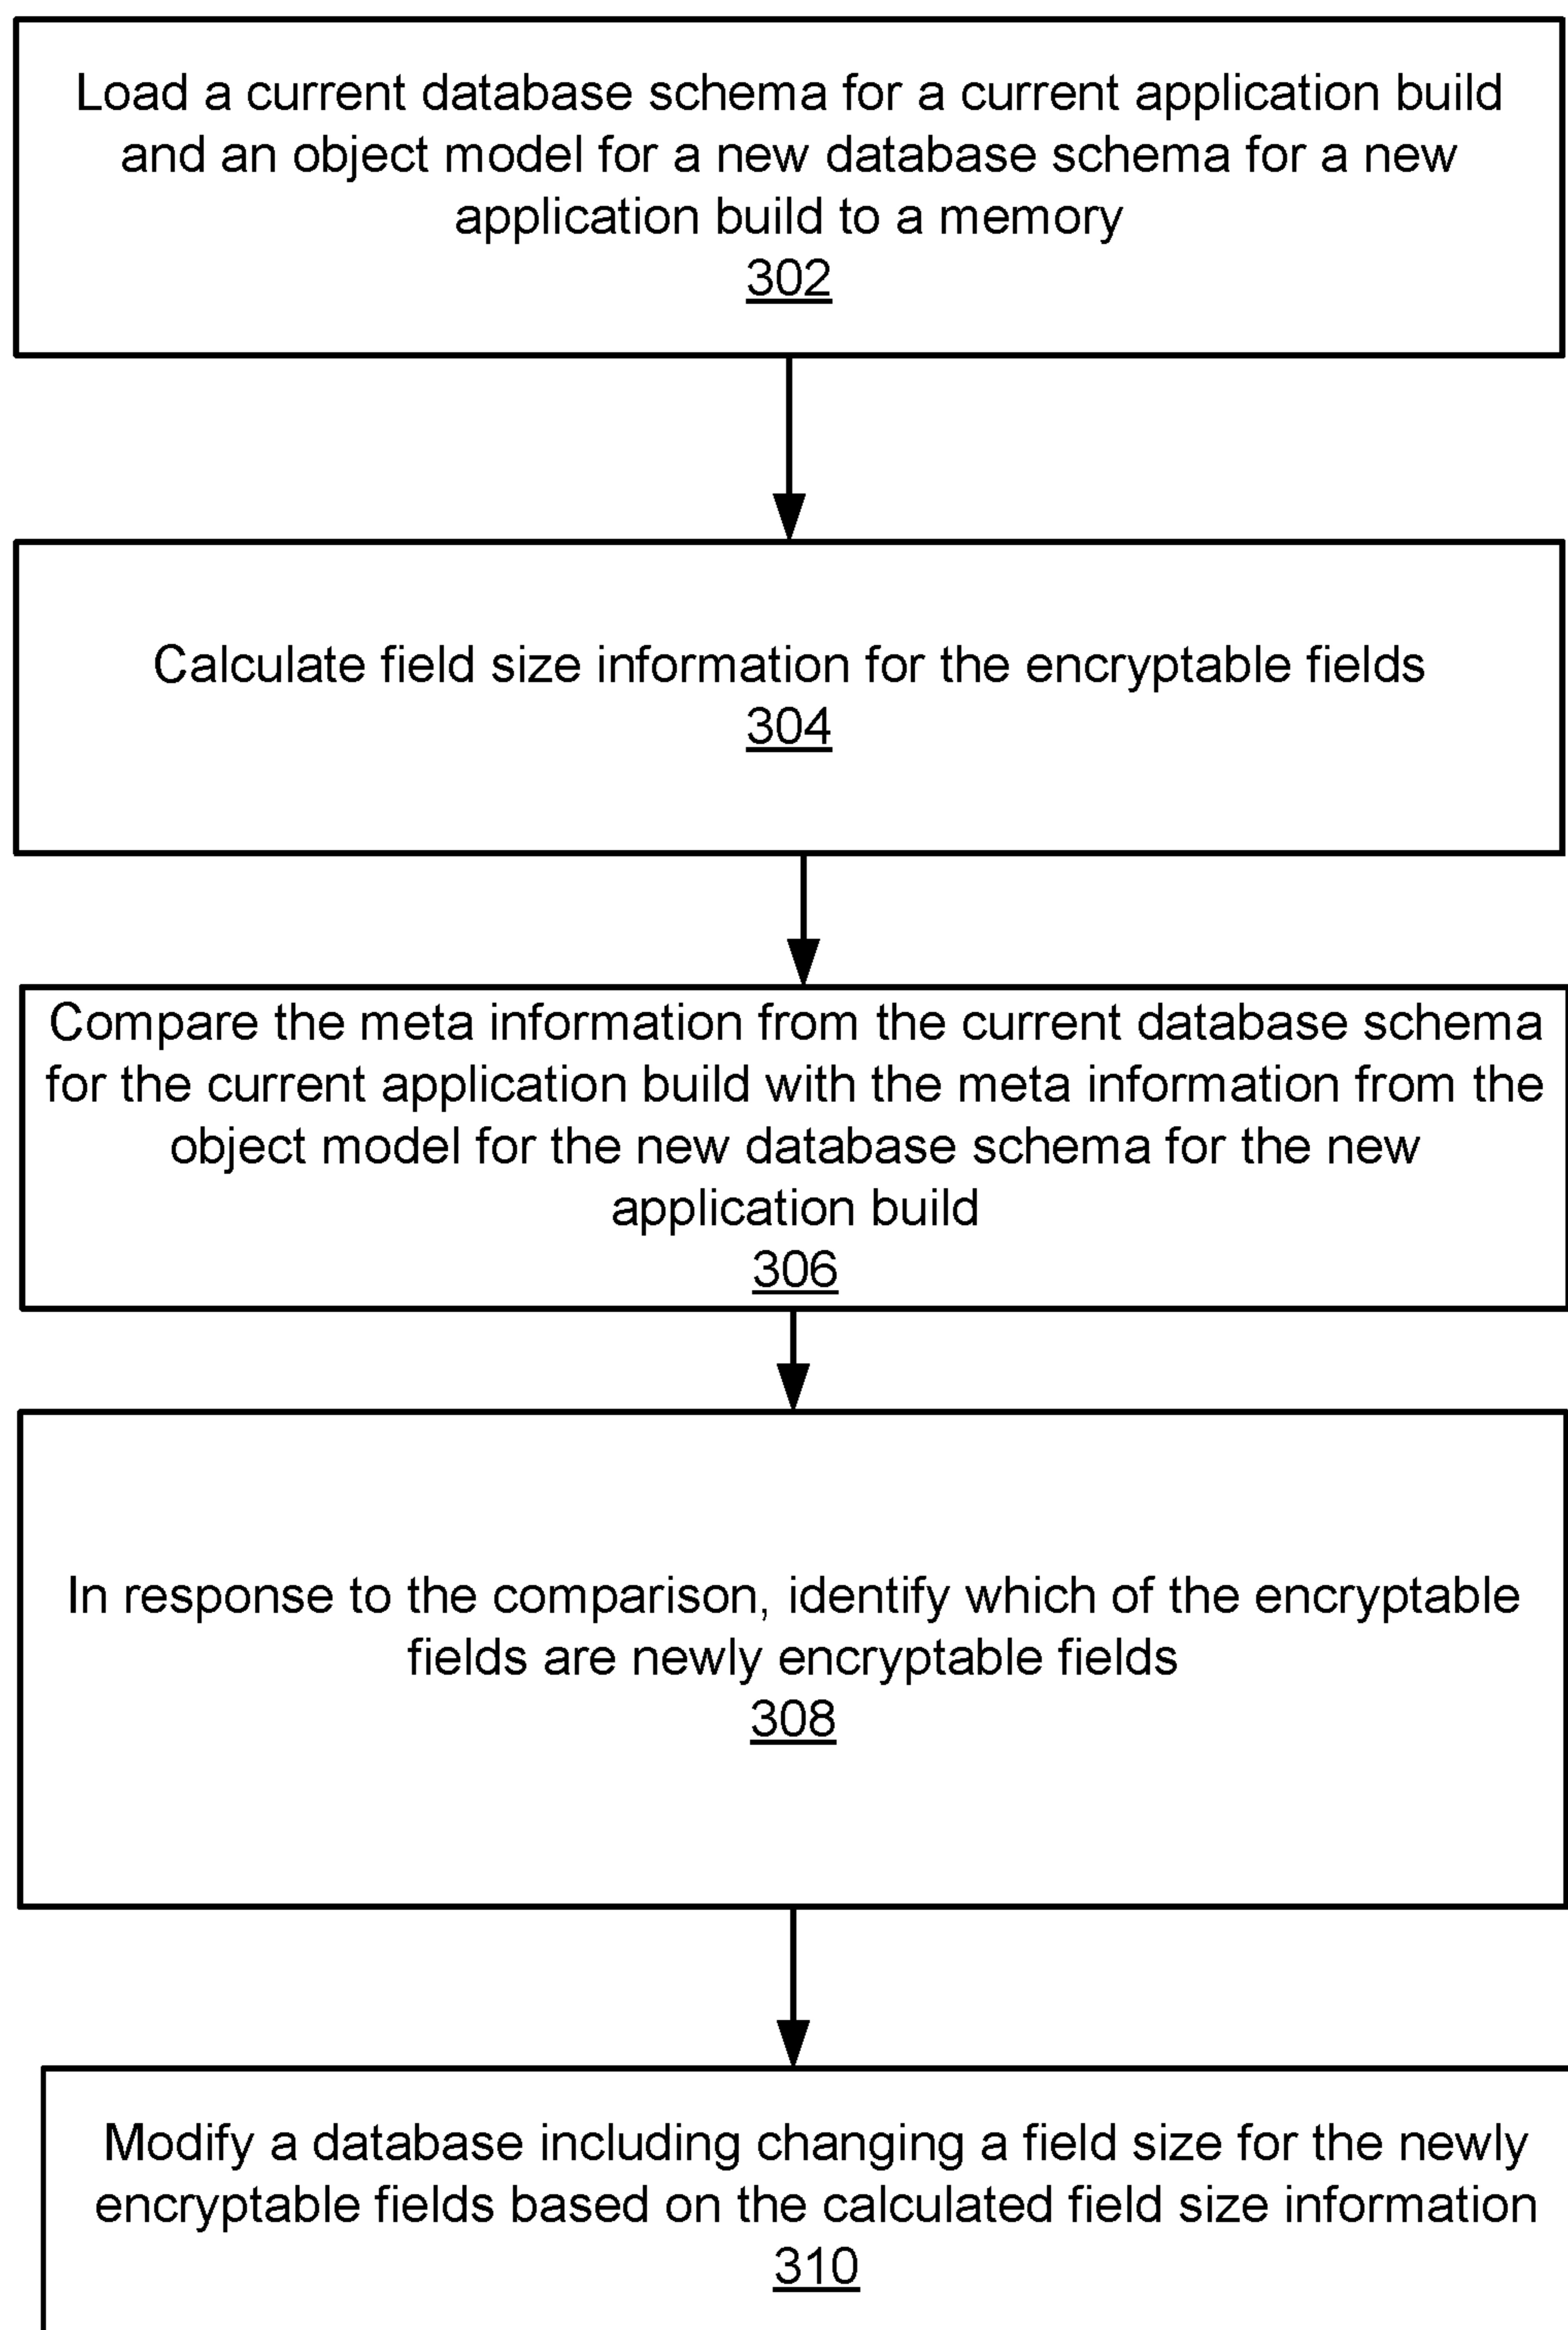 Load a current database schema for a current application build
and an object model for a new database schema for a new
application build to a memory
302
Calculate field size information for the encryptable fields
304
Compare the meta information from the current database schema
for the current application build with the meta information from the
object model for the new database schema for the new
application build
306
In response to the comparison, identify which of the encryptable
fields are newly encryptable fields
308
Modify a database including changing a field size for the newly
encryptable fields based on the calculated field size information
310